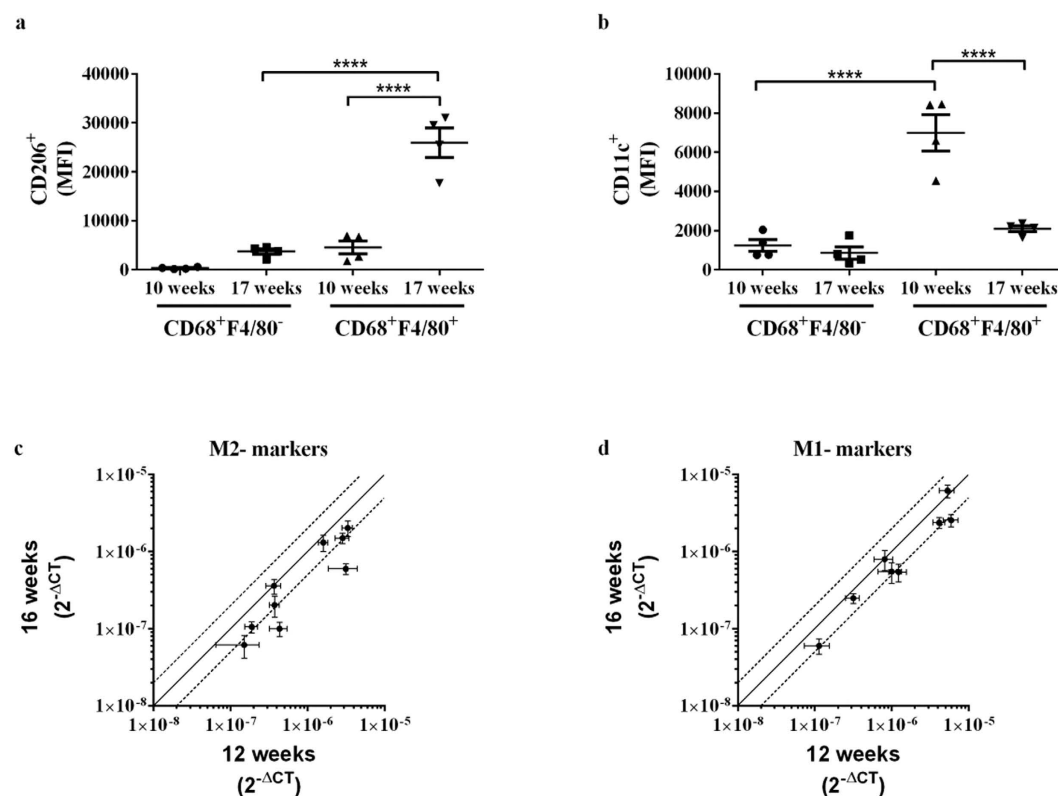 a
CD206⁺
(MFI)
40000
30000
20000
10000
0
****
****
10 weeks 17 weeks 10 weeks 17 weeks
CD68⁺F4/80⁻ CD68⁺F4/80⁺
b
CD11c⁺
(MFI)
10000
8000
6000
4000
2000
0
****
****
10 weeks 17 weeks 10 weeks 17 weeks
CD68⁺F4/80⁻ CD68⁺F4/80⁺
c
M2- markers
16 weeks
(2^-ΔCT)
1×10⁻⁵
1×10⁻⁶
1×10⁻⁷
1×10⁻⁸
1×10⁻⁸ 1×10⁻⁷ 1×10⁻⁶ 1×10⁻⁵
12 weeks
(2^-ΔCT)
d
M1- markers
16 weeks
(2^-ΔCT)
1×10⁻⁵
1×10⁻⁶
1×10⁻⁷
1×10⁻⁸
1×10⁻⁸ 1×10⁻⁷ 1×10⁻⁶ 1×10⁻⁵
12 weeks
(2^-ΔCT)